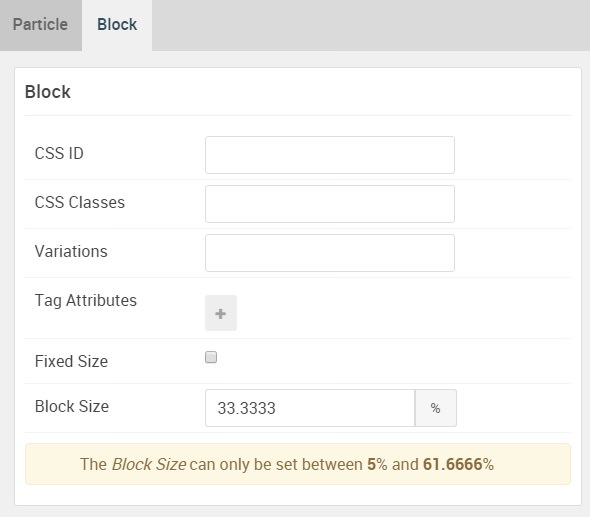 Particle Block
Block
CSS ID
CSS Classes
Variations
Tag Attributes
+
Fixed Size
Block Size 33.3333 %
The Block Size can only be set between 5% and 61.6666%